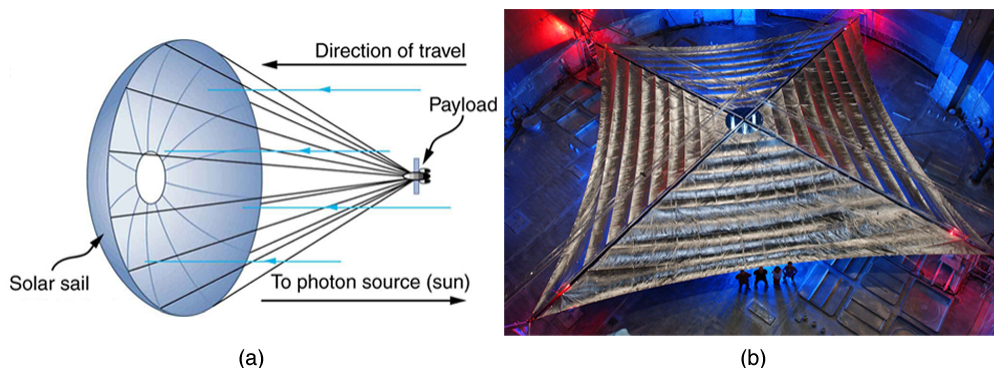 Direction of travel
Payload
Solar sail
To photon source (sun)
(a)
(b)